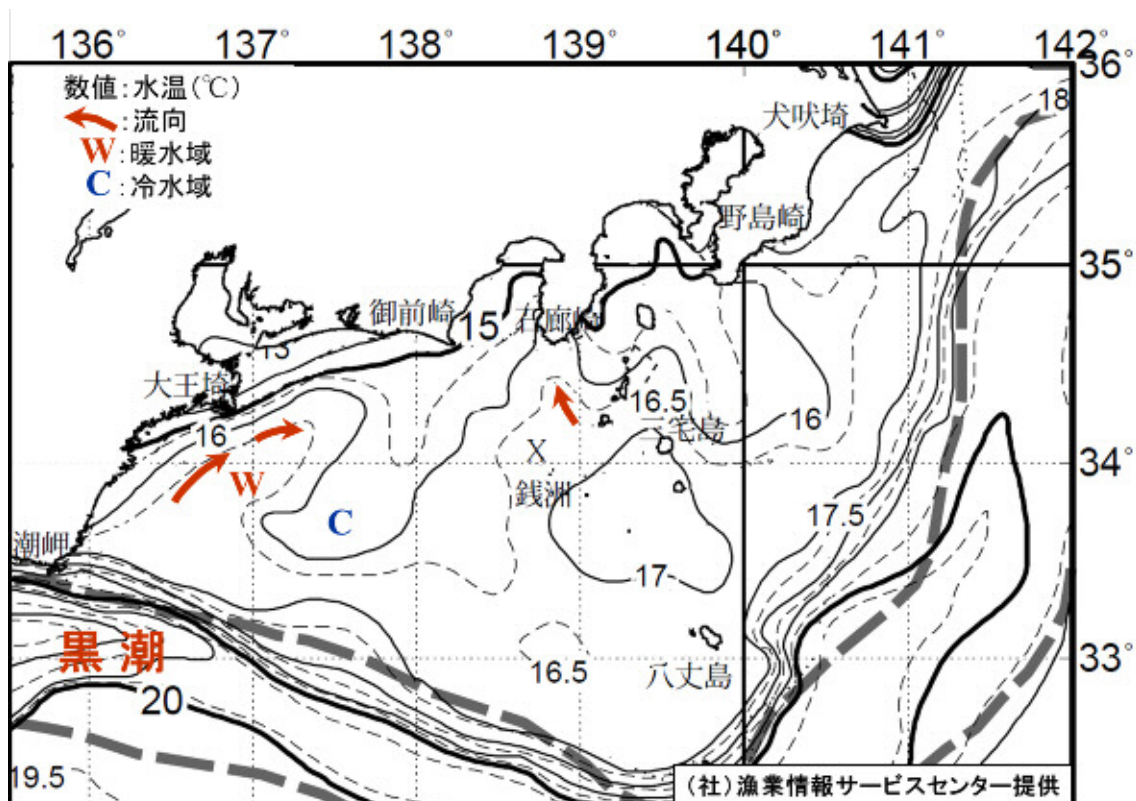 136° 137° 138° 139° 140° 141° 142°
36°
数値:水温(℃)
:流向
W:暖水域
C:冷水域
18
犬吠埼
野島崎
35°
御前崎
15
石廊崎
13
大王埼
16
16.5
16
三宅島
W
X
34°
銭洲
C
17.5
潮岬
17
黒潮
16.5
33°
八丈島
20
19.5
(社)漁業情報サービスセンター提供